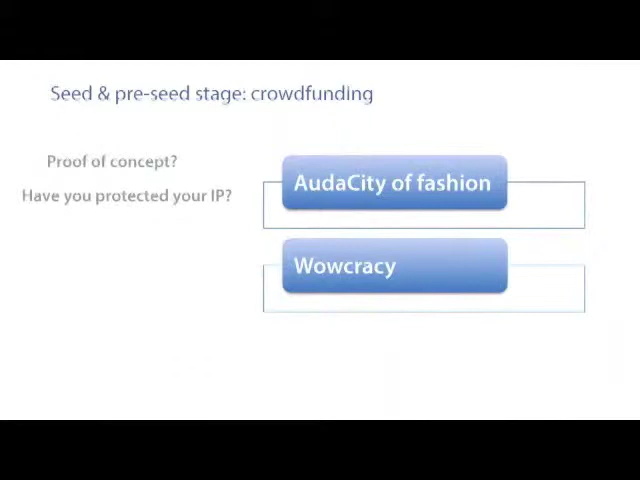 Seed & pre-seed stage: crowdfunding
Proof of concept?
Have you protected your IP?
AudaCity of fashion
Wowcracy